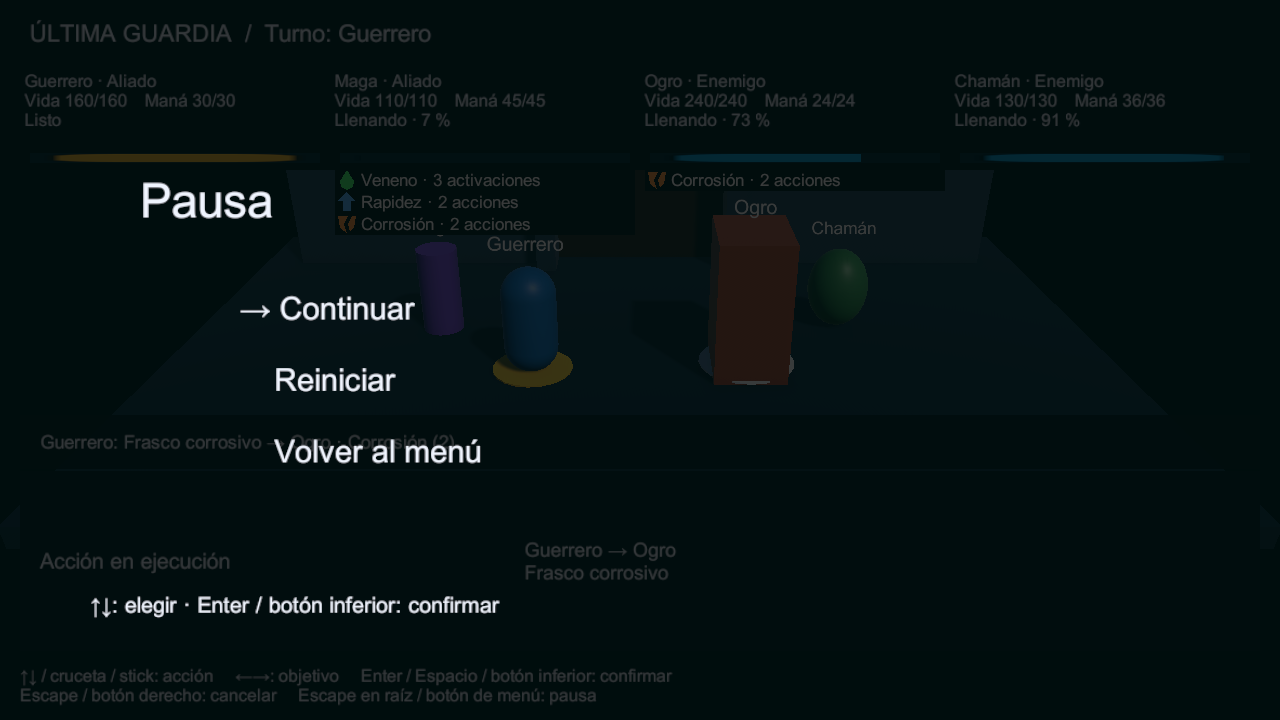 ÚLTIMA GUARDIA / Turno: Guerrero
Guerrero · Aliado
Vida 160/160 Maná 30/30
Listo
Maga · Aliado
Vida 110/110 Maná 45/45
Llenando · 7 %
Ogro · Enemigo
Vida 240/240 Maná 24/24
Llenando · 73 %
Chamán · Enemigo
Vida 130/130 Maná 36/36
Llenando · 91 %
Veneno · 3 activaciones
Rapidez · 2 acciones
Corrosión · 2 acciones
Corrosión · 2 acciones
Pausa
Ogro
Chamán
Guerrero
→ Continuar
Reiniciar
Guerrero: Frasco corrosivo → Ogro · Corrosión (2)
Volver al menú
Acción en ejecución
Guerrero → Ogro
Frasco corrosivo
↑↓: elegir · Enter / botón inferior: confirmar
↑↓ / cruceta / stick: acción ←→: objetivo Enter / Espacio / botón inferior: confirmar
Escape / botón derecho: cancelar Escape en raíz / botón de menú: pausa